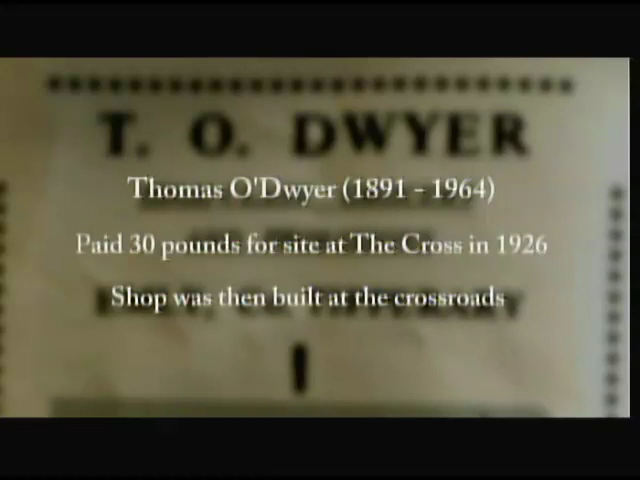 T. O. DWYER
Thomas O'Dwyer (1891 - 1964)
Paid 30 pounds for site at The Cross in 1926
Shop was then built at the crossroads